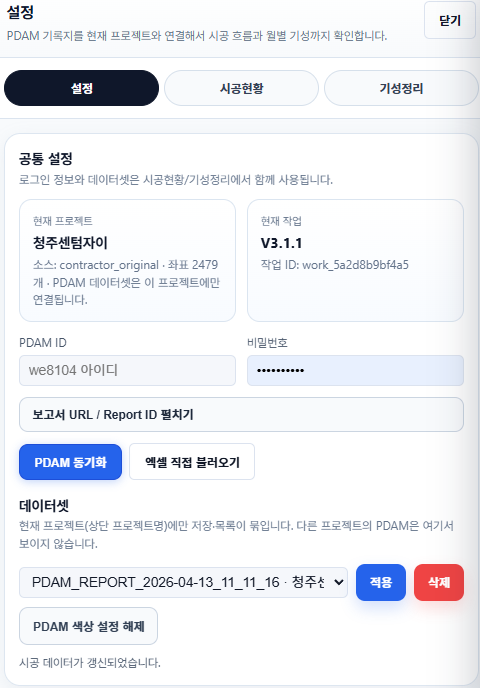 설정
닫기
PDAM 기록지를 현재 프로젝트와 연결해서 시공 흐름과 월별 기성까지 확인합니다.
설정
시공현황
기성정리
공통 설정
로그인 정보와 데이터셋은 시공현황/기성정리에서 함께 사용됩니다.
현재 프로젝트
청주센텀자이
소스: contractor_original · 좌표 2479
개 · PDAM 데이터셋은 이 프로젝트에만
연결됩니다.
현재 작업
V3.1.1
작업 ID: work_5a2d8b9bf4a5
PDAM ID
비밀번호
we8104 아이디
••••••••••
보고서 URL / Report ID 펼치기
PDAM 동기화
엑셀 직접 불러오기
데이터셋
현재 프로젝트(상단 프로젝트명)에만 저장·목록이 묶입니다. 다른 프로젝트의 PDAM은 여기서
보이지 않습니다.
PDAM_REPORT_2026-04-13_11_11_16 · 청주센
적용
삭제
PDAM 색상 설정 해제
시공 데이터가 갱신되었습니다.